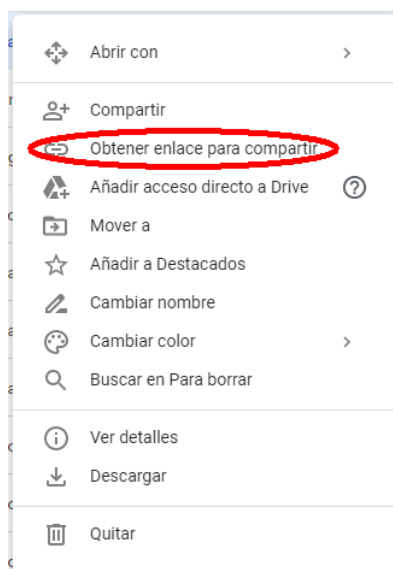 Abrir con
Compartir
Obtener enlace para compartir
Añadir acceso directo a Drive
Mover a
Añadir a Destacados
Cambiar nombre
Cambiar color
Buscar en Para borrar
Ver detalles
Descargar
Quitar